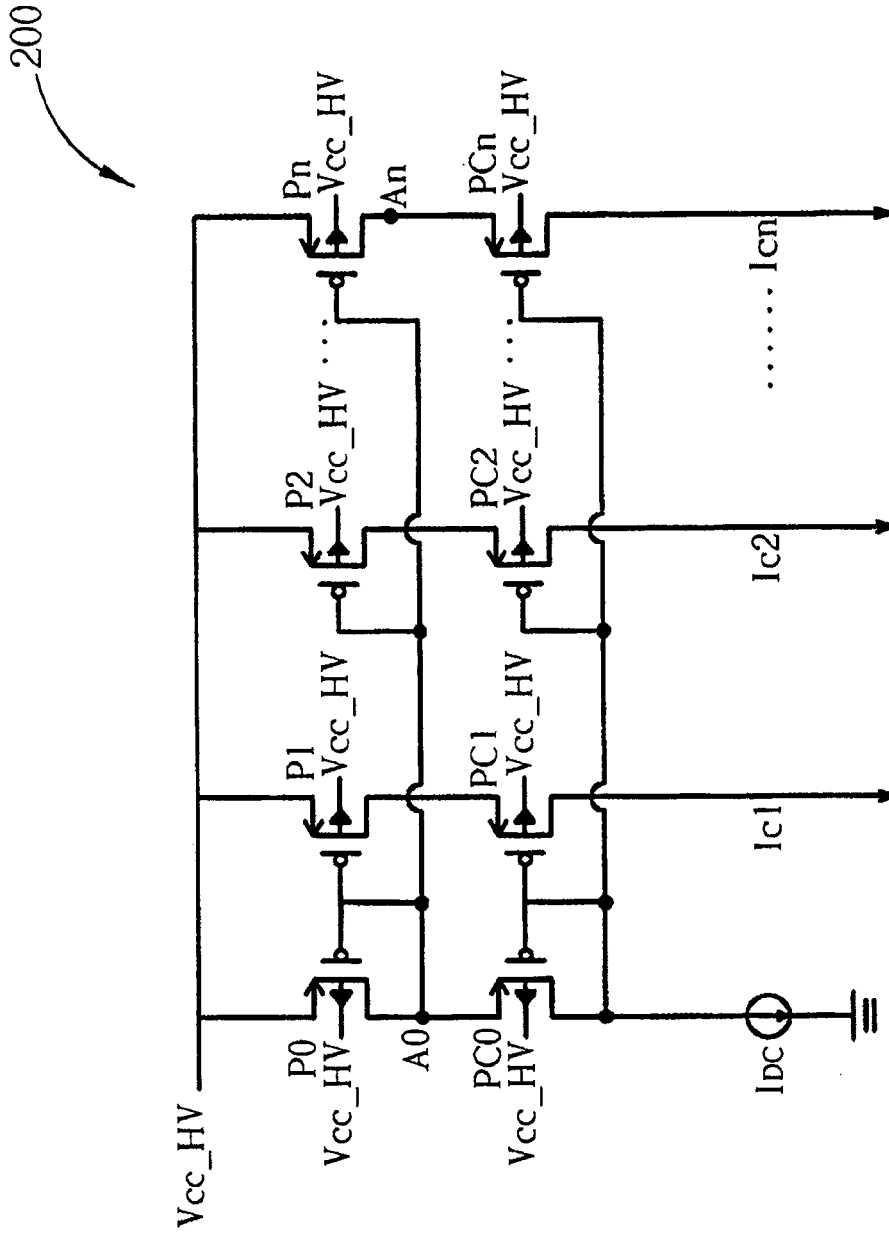 200
Vcc_HV
P0
P1
P2
Pn
Vcc_HV
Vcc_HV
Vcc_HV
...
Vcc_HV
A0
An
PC0
PC1
PC2
PCn
Vcc_HV
Vcc_HV
Vcc_HV
...
Vcc_HV
IDC
Ic1
Ic2
......
Icn